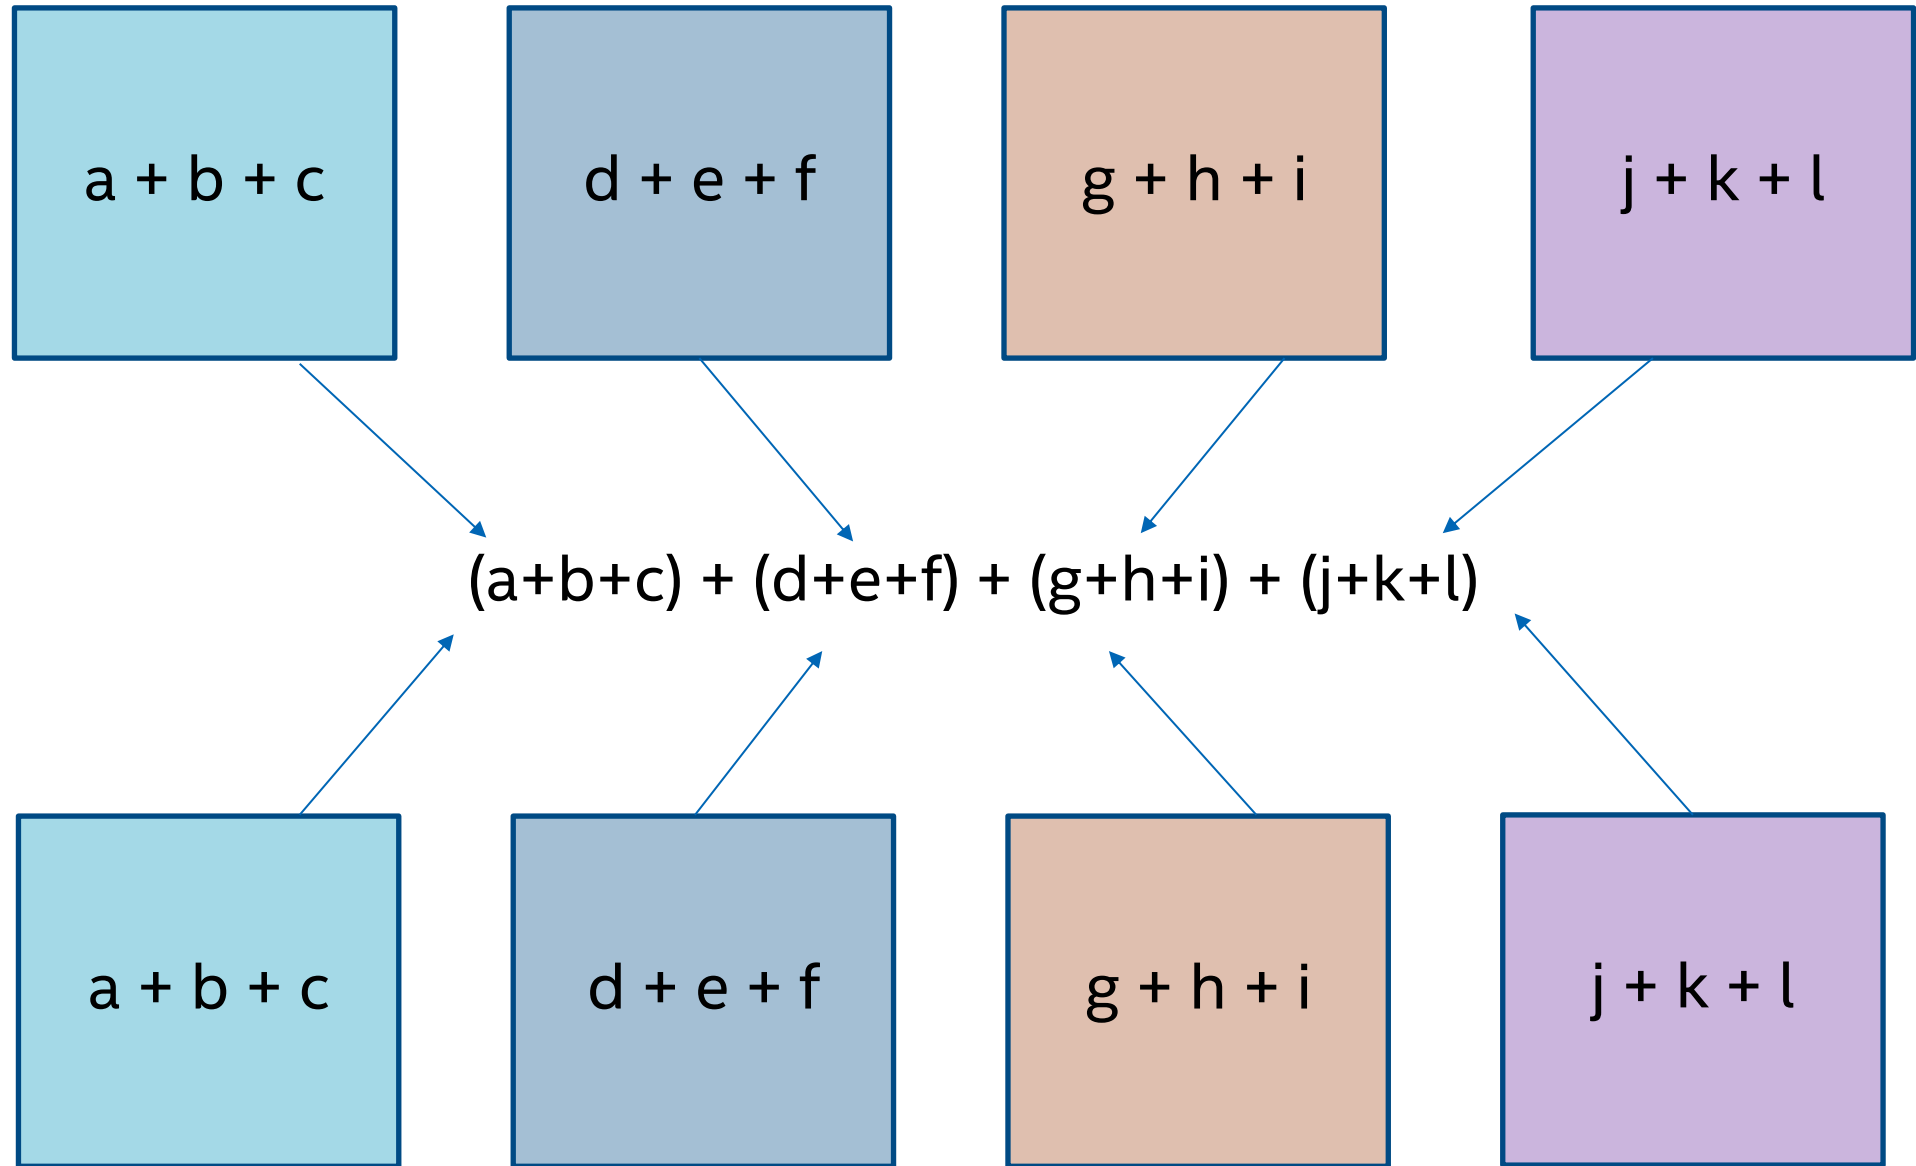 a + b + c
d + e + f
g + h + i
j + k + l
(a+b+c) + (d+e+f) + (g+h+i) + (j+k+l)
a + b + c
d + e + f
g + h + i
j + k + l